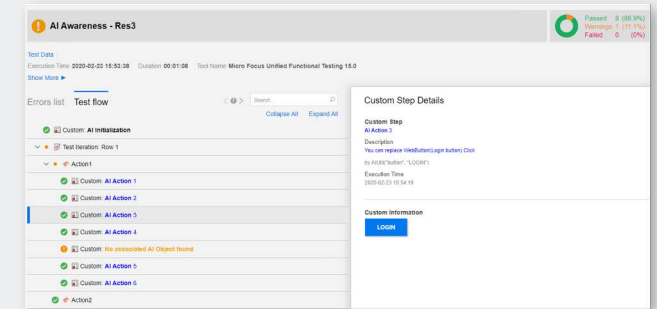 AI Awareness - Res3
Passed 8 (88.9%)
Warnings 1 (11.1%)
Failed 0 (0%)
Test Data
Execution Time 2020-02-23 15:53:38 Duration 00:01:08 Tool Name Micro Focus Unified Functional Testing 15.0
Show More ▶
Errors list Test flow
Search
Collapse All Expand All
Custom: AI Initialization
Test Iteration: Row 1
Action1
Custom: AI Action 1
Custom: AI Action 2
Custom: AI Action 3
Custom: AI Action 4
Custom: No associated AI Object found
Custom: AI Action 5
Custom: AI Action 6
Action2
Custom Step Details
Custom Step
AI Action 3
Description
You can replace WebButton(Login button).Click
by AIUtil("button", "LOGIN")
Execution Time
2020-02-23 15:54:19
Custom Information
LOGIN